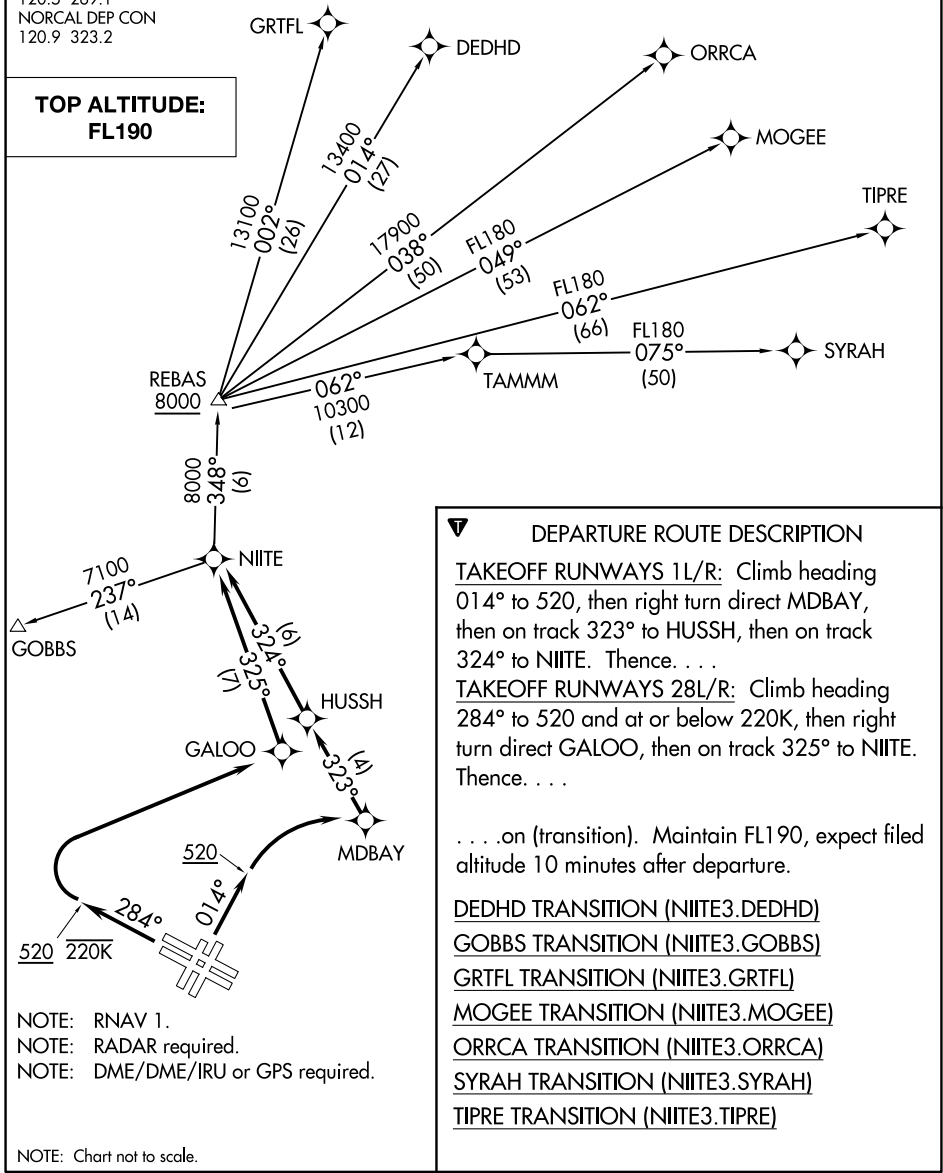 NORCAL DEP CON
120.9 323.2
TOP ALTITUDE:
FL190
GRTFL
DEDHD
ORRCA
MOGEE
TIPRE
13100
002°
(26)
13400
014°
(27)
17900
038°
(50)
FL180
049°
(53)
FL180
062°
(66)
FL180
075°
(50)
SYRAH
TAMMM
062°
10300
(12)
REBAS
8000
8000
348°
(6)
NIITE
7100
237°
(14)
GOBBS
(6)
324°
325°
(7)
HUSSH
GALOO
(4)
323°
MDBAY
520
014°
284°
520 220K
NOTE: RNAV 1.
NOTE: RADAR required.
NOTE: DME/DME/IRU or GPS required.
NOTE: Chart not to scale.
T
DEPARTURE ROUTE DESCRIPTION
TAKEOFF RUNWAYS 1L/R: Climb heading
014° to 520, then right turn direct MDBAY,
then on track 323° to HUSSH, then on track
324° to NIITE. Thence. . . .
TAKEOFF RUNWAYS 28L/R: Climb heading
284° to 520 and at or below 220K, then right
turn direct GALOO, then on track 325° to NIITE.
Thence. . . .
. . . .on (transition). Maintain FL190, expect filed
altitude 10 minutes after departure.
DEDHD TRANSITION (NIITE3.DEDHD)
GOBBS TRANSITION (NIITE3.GOBBS)
GRTFL TRANSITION (NIITE3.GRTFL)
MOGEE TRANSITION (NIITE3.MOGEE)
ORRCA TRANSITION (NIITE3.ORRCA)
SYRAH TRANSITION (NIITE3.SYRAH)
TIPRE TRANSITION (NIITE3.TIPRE)